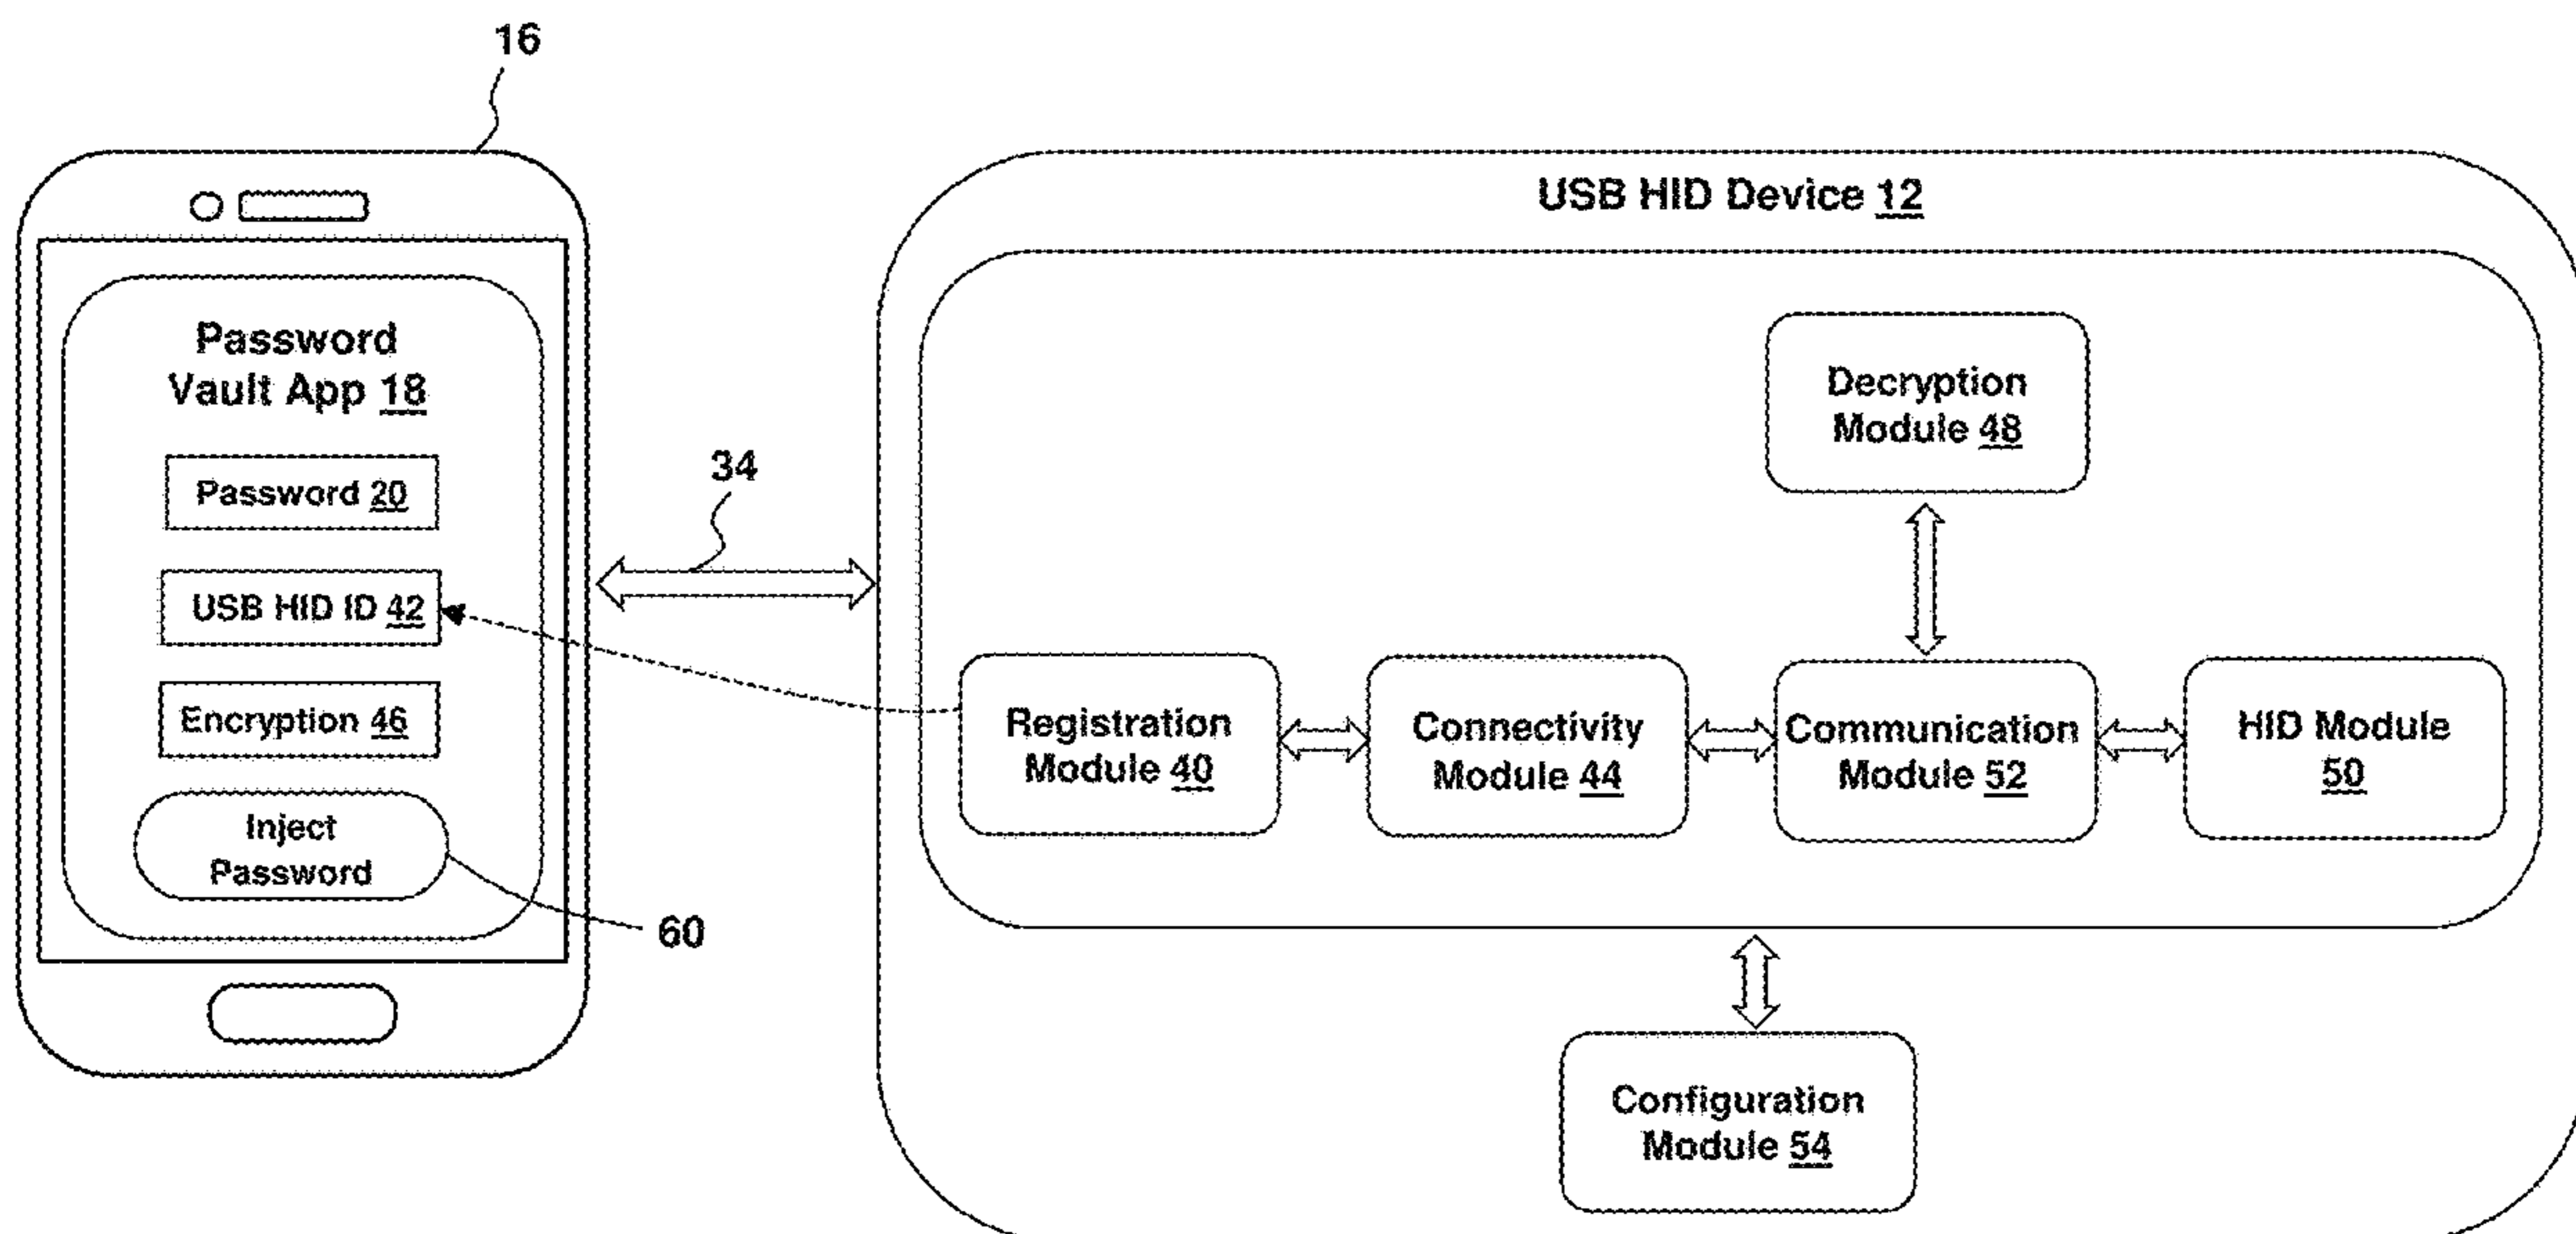 16
USB HID Device 12
Password
Vault App 18
Password 20
USB HID ID 42
Encryption 46
Inject
Password
60
34
Decryption
Module 48
Registration
Module 40
Connectivity
Module 44
Communication
Module 52
HID Module
50
Configuration
Module 54